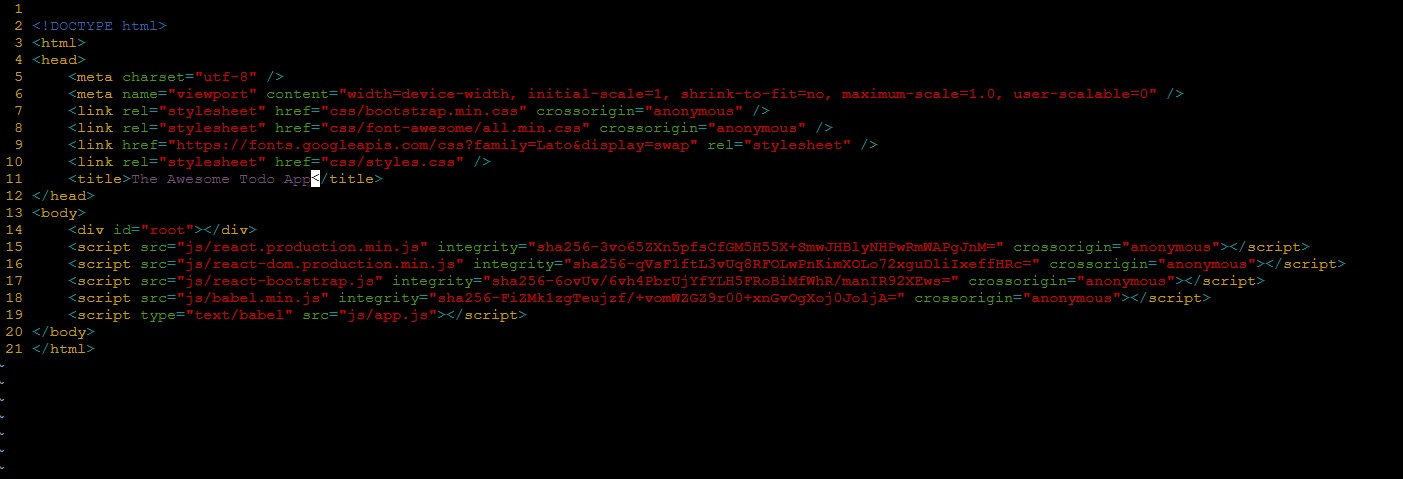 1
2 <!DOCTYPE html>
3 <html>
4 <head>
5     <meta charset="utf-8" />
6     <meta name="viewport" content="width=device-width, initial-scale=1, shrink-to-fit=no, maximum-scale=1.0, user-scalable=0" />
7     <link rel="stylesheet" href="css/bootstrap.min.css" crossorigin="anonymous" />
8     <link rel="stylesheet" href="css/font-awesome/all.min.css" crossorigin="anonymous" />
9     <link href="https://fonts.googleapis.com/css?family=Lato&display=swap" rel="stylesheet" />
10     <link rel="stylesheet" href="css/styles.css" />
11     <title>The Awesome Todo App</title>
12 </head>
13 <body>
14     <div id="root"></div>
15     <script src="js/react.production.min.js" integrity="sha256-3vo65ZXn5pfsCfGM5H55X+SmwJHBlyNHPwRmWAPgJnM=" crossorigin="anonymous"></script>
16     <script src="js/react-dom.production.min.js" integrity="sha256-qVsF1ftL3vUq8RFOLwPnKimXOLo72xguDliIxeffHRc=" crossorigin="anonymous"></script>
17     <script src="js/react-bootstrap.js" integrity="sha256-6ovUv/6vh4PbrUjYfYLH5FRoBiMfWhR/manIR92XEws=" crossorigin="anonymous"></script>
18     <script src="js/babel.min.js" integrity="sha256-FiZMk1zgTeujzf/+vomWZGZ9r00+xnGvOgXoj0Jo1jA=" crossorigin="anonymous"></script>
19     <script type="text/babel" src="js/app.js"></script>
20 </body>
21 </html>
~
~
~
~
~
~
~